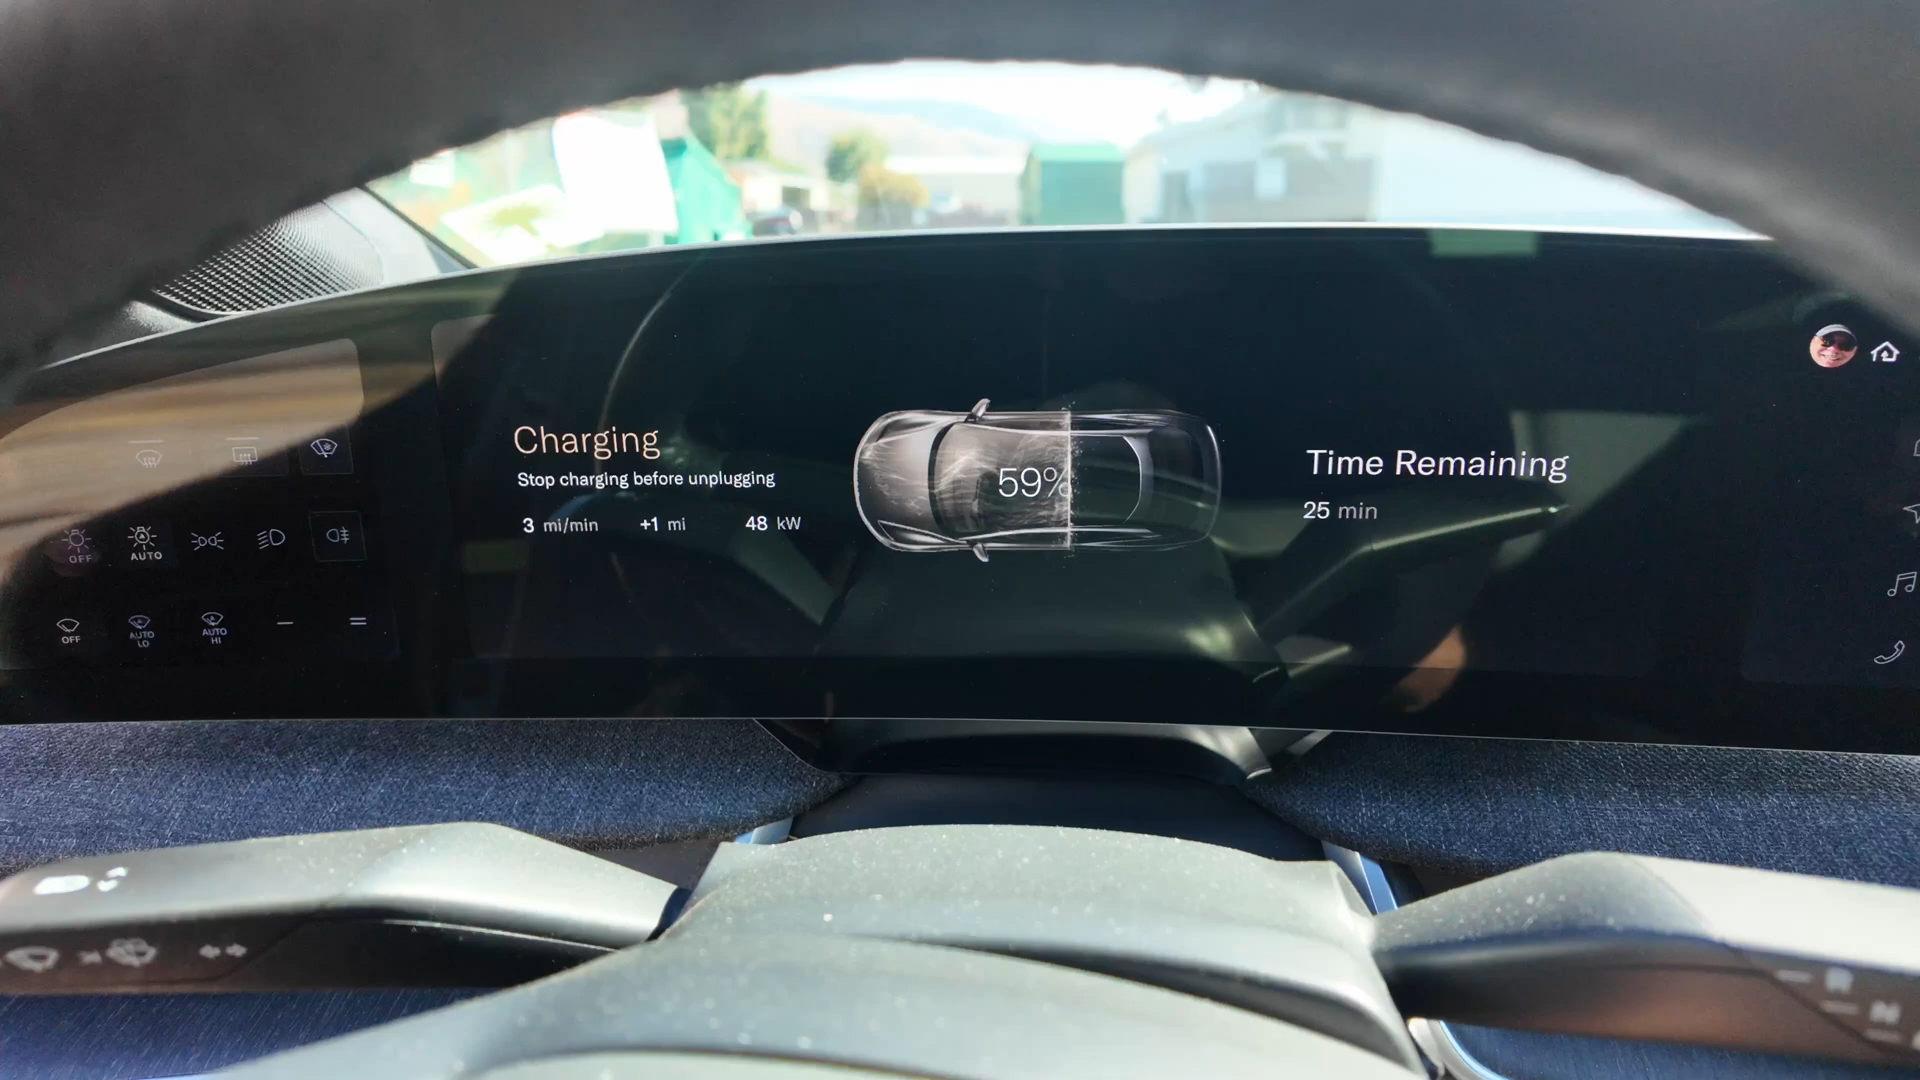 Charging
Stop charging before unplugging
3 mi/min +1 mi 48 kW
59%
Time Remaining
25 min
OFF
AUTO
OFF
AUTO LO
AUTO HI
R
N